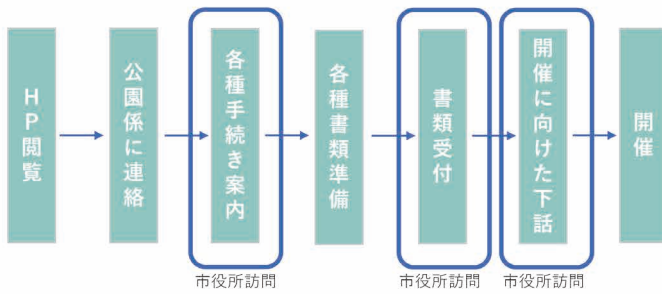 HP閲覧
公園係に連絡
各種手続き案内
各種書類準備
書類受付
開催に向けた下話
開催
市役所訪問
市役所訪問
市役所訪問